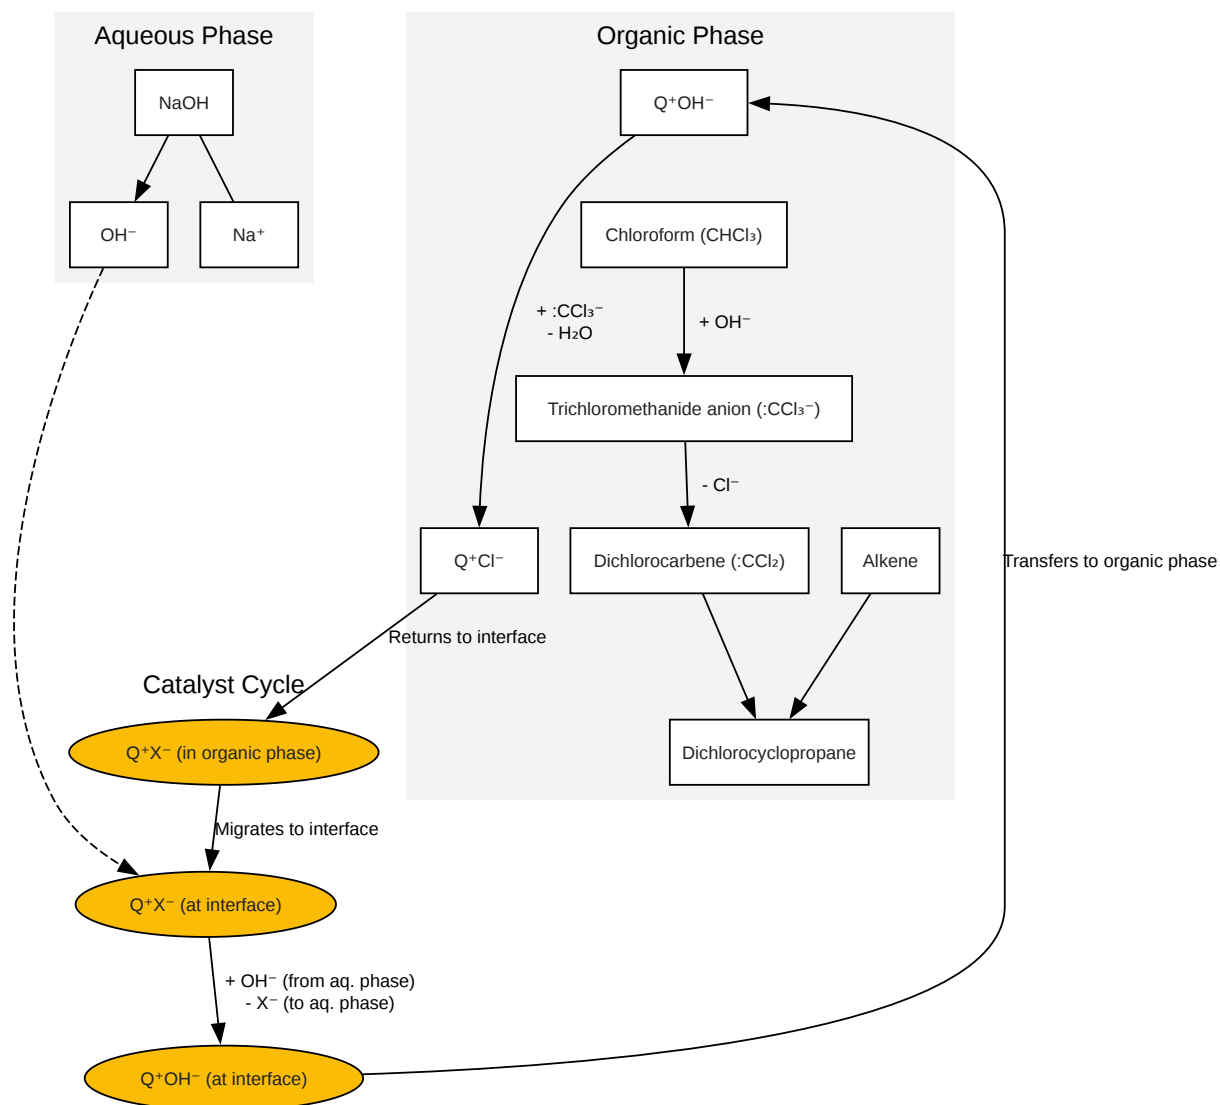 Aqueous Phase
Organic Phase
NaOH
Q⁺OH⁻
OH⁻
Na⁺
Chloroform (CHCl₃)
+ :CCl₃⁻
- H₂O
+ OH⁻
Trichloromethanide anion (:CCl₃⁻)
- Cl⁻
Q⁺Cl⁻
Dichlorocarbene (:CCl₂)
Alkene
Transfers to organic phase
Returns to interface
Catalyst Cycle
Q⁺X⁻ (in organic phase)
Dichlorocyclopropane
Migrates to interface
Q⁺X⁻ (at interface)
+ OH⁻ (from aq. phase)
- X⁻ (to aq. phase)
Q⁺OH⁻ (at interface)